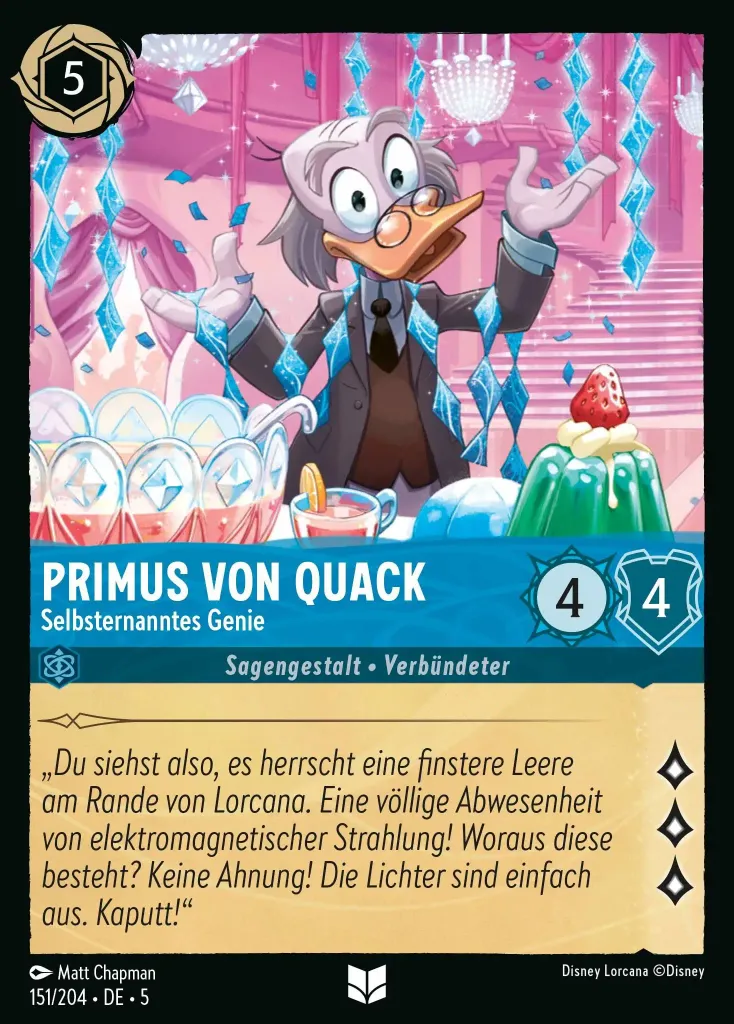 5
PRIMUS VON QUACK
Selbsternanntes Genie
4
4
Sagengestalt • Verbündeter
„Du siehst also, es herrscht eine finstere Leere
am Rande von Lorcana. Eine völlige Abwesenheit
von elektromagnetischer Strahlung! Woraus diese
besteht? Keine Ahnung! Die Lichter sind einfach
aus. Kaputt!“
Matt Chapman
Disney Lorcana ©Disney
151/204 • DE • 5